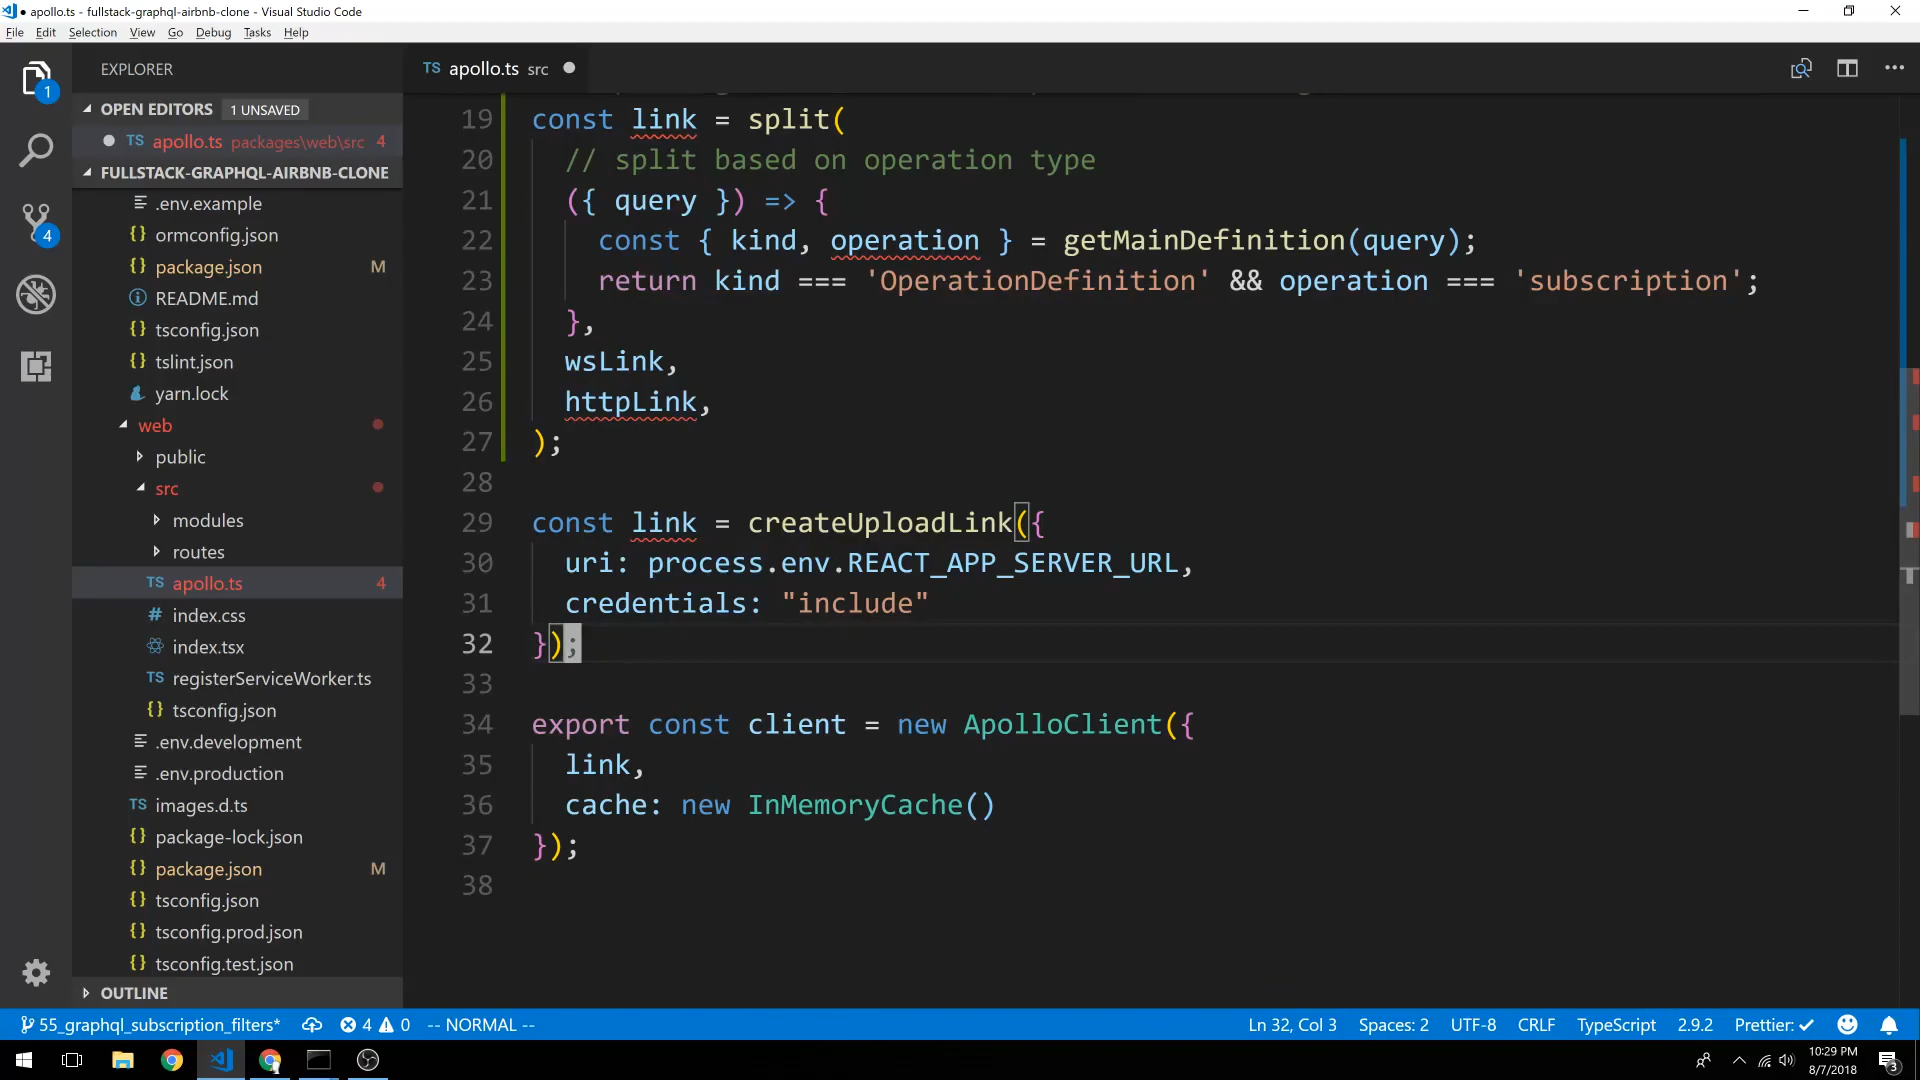 ● apollo.ts - fullstack-graphql-airbnb-clone - Visual Studio Code
File Edit Selection View Go Debug Tasks Help
EXPLORER
OPEN EDITORS 1 UNSAVED
TS apollo.ts packages\web\src 4
FULLSTACK-GRAPHQL-AIRBNB-CLONE
.env.example
{} ormconfig.json
{} package.json M
README.md
{} tsconfig.json
{} tslint.json
yarn.lock
web
public
src
modules
routes
TS apollo.ts 4
# index.css
index.tsx
TS registerServiceWorker.ts
{} tsconfig.json
.env.development
.env.production
TS images.d.ts
{} package-lock.json
{} package.json M
{} tsconfig.json
{} tsconfig.prod.json
{} tsconfig.test.json
OUTLINE
1
4
TS apollo.ts src ●
19 const link = split(
20 // split based on operation type
21 ({ query }) => {
22 const { kind, operation } = getMainDefinition(query);
23 return kind === 'OperationDefinition' && operation === 'subscription';
24 },
25 wsLink,
26 httpLink,
27 );
28
29 const link = createUploadLink({
30 uri: process.env.REACT_APP_SERVER_URL,
31 credentials: "include"
32 });
33
34 export const client = new ApolloClient({
35 link,
36 cache: new InMemoryCache()
37 });
38
55_graphql_subscription_filters* 4 0 -- NORMAL -- Ln 32, Col 3 Spaces: 2 UTF-8 CRLF TypeScript 2.9.2 Prettier: ✓
10:29 PM
8/7/2018
3